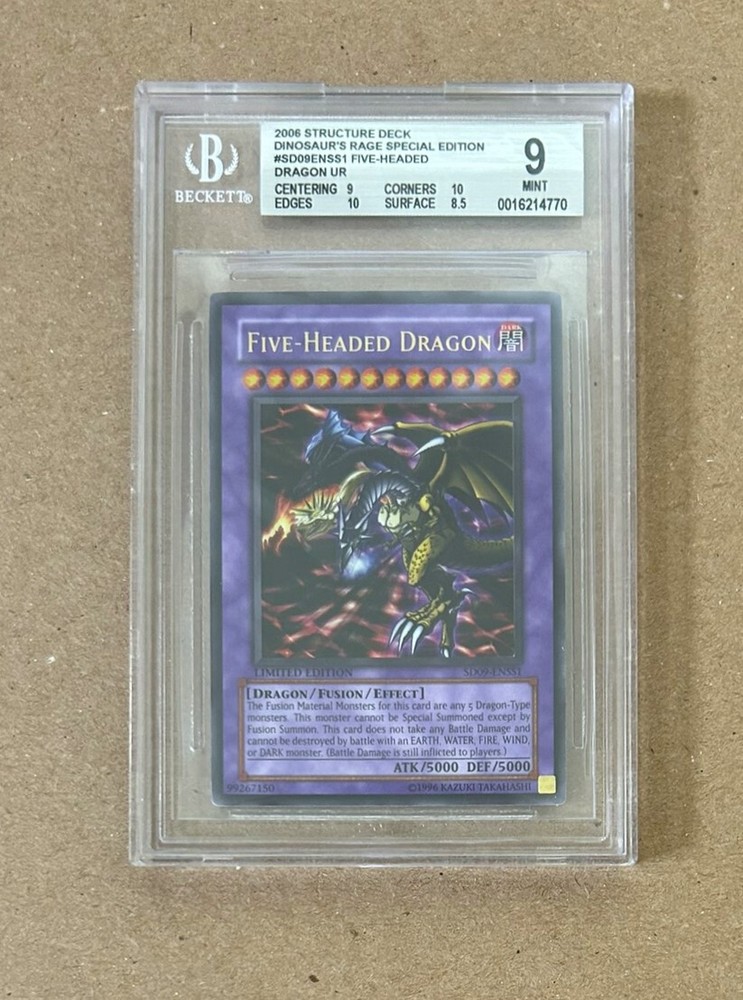 B
BECKETT®
2006 STRUCTURE DECK
DINOSAUR'S RAGE SPECIAL EDITION
#SD09ENSS1 FIVE-HEADED
DRAGON UR
CENTERING 9 CORNERS 10
EDGES 10 SURFACE 8.5
9
MINT
0016214770
FIVE-HEADED DRAGON
DARK
闇
LIMITED EDITION SD09-ENSS1
[DRAGON/FUSION/EFFECT]
The Fusion Material Monsters for this card are any 5 Dragon-Type
monsters. This monster cannot be Special Summoned except by
Fusion Summon. This card does not take any Battle Damage and
cannot be destroyed by battle with an EARTH, WATER, FIRE, WIND,
or DARK monster. (Battle Damage is still inflicted to players.)
ATK/5000 DEF/5000
99267150 ©1996 KAZUKI TAKAHASHI